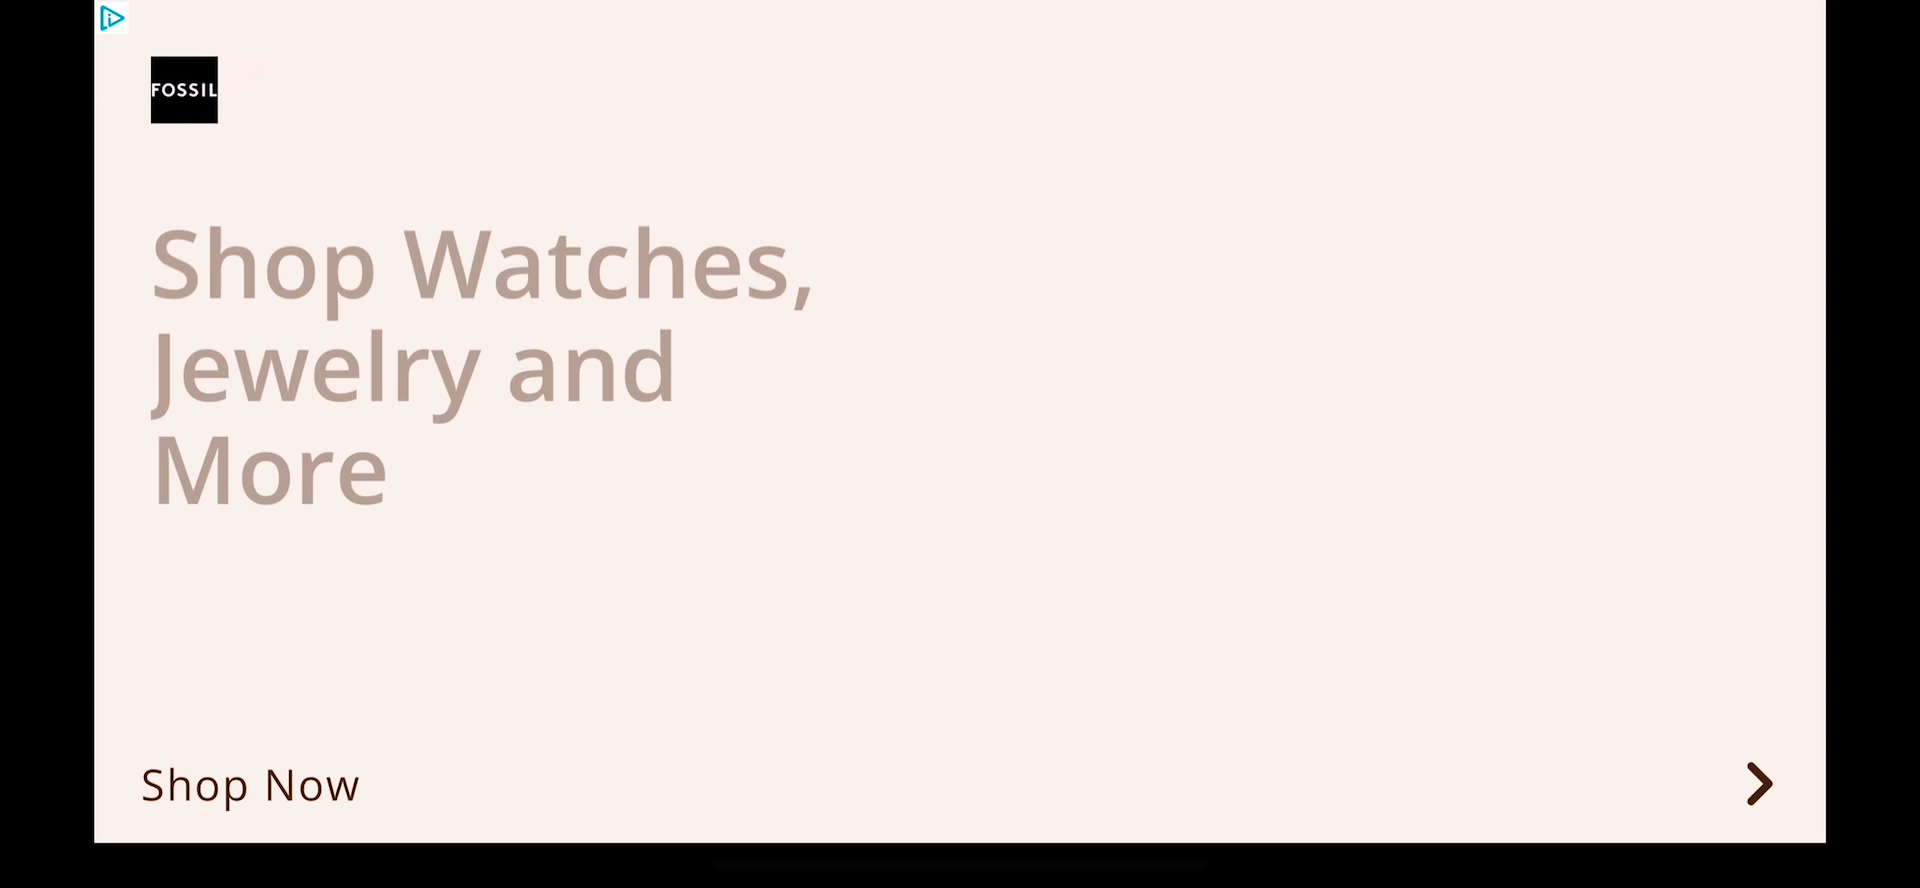 FOSSIL
Shop Watches,
Jewelry and
More
Shop Now